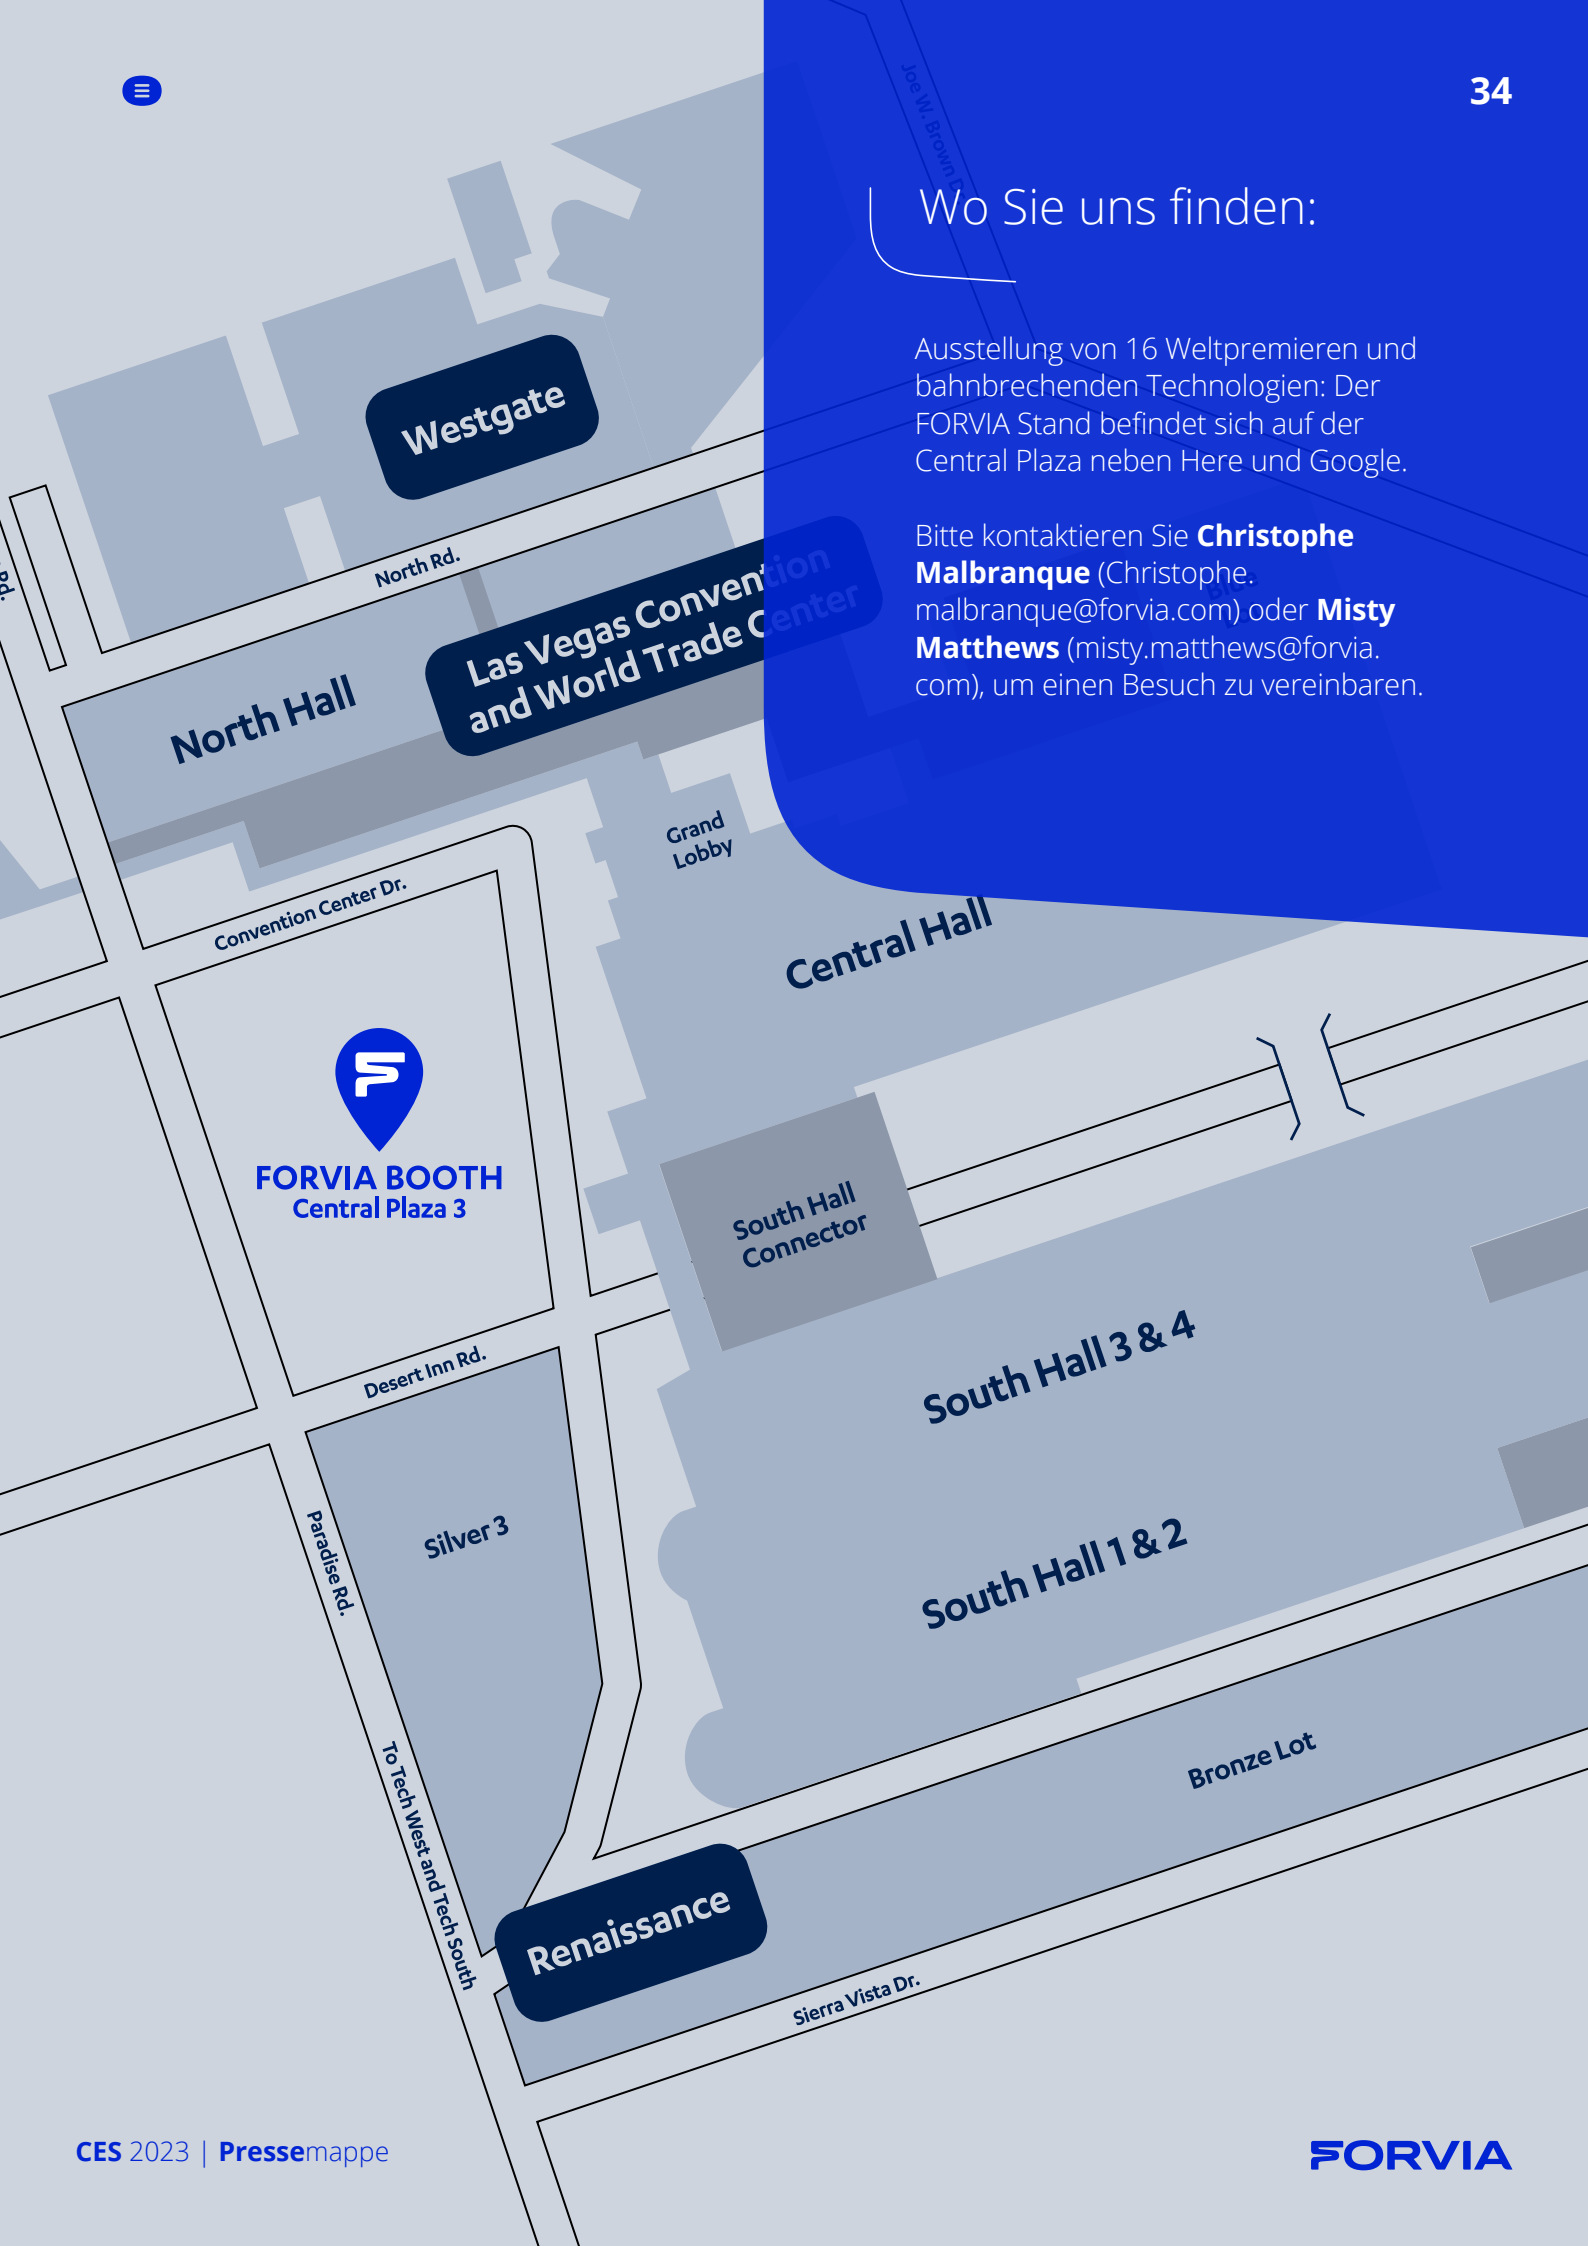 34
Joe W. Brown D
Wo Sie uns finden:
Ausstellung von 16 Weltpremieren und
bahnbrechenden Technologien: Der
FORVIA Stand befindet sich auf der
Central Plaza neben Here und Google.
Bitte kontaktieren Sie Christophe
Malbranque (Christophe.
malbranque@forvia.com) oder Misty
Matthews (misty.matthews@forvia.
com), um einen Besuch zu vereinbaren.
Blue
Westgate
Rd.
North Rd.
Las Vegas Convention
and World Trade Center
North Hall
Grand
Lobby
Convention Center Dr.
Central Hall
FORVIA BOOTH
Central Plaza 3
South Hall
Connector
Desert Inn Rd.
South Hall 3 & 4
Silver 3
Paradise Rd.
South Hall 1 & 2
To Tech West and Tech South
Bronze Lot
Renaissance
Sierra Vista Dr.
CES 2023 | Pressemappe
FORVIA